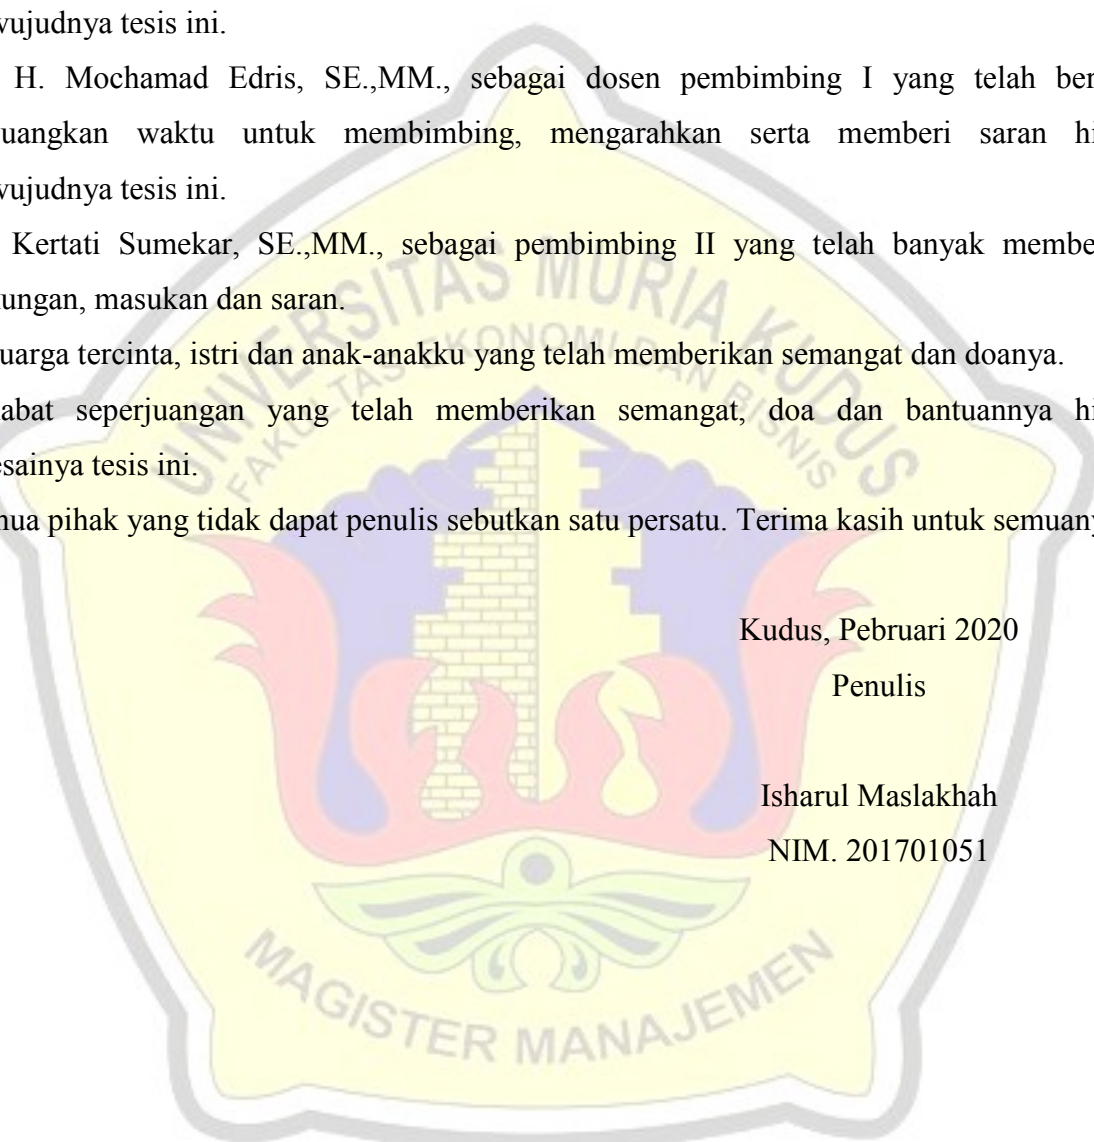 vujudnya tesis ini.
H. Mochamad Edris, SE.,MM., sebagai dosen pembimbing I yang telah ber
uangkan waktu untuk membimbing, mengarahkan serta memberi saran hi
vujudnya tesis ini.
Kertati Sumekar, SE.,MM., sebagai pembimbing II yang telah banyak membe
ungan, masukan dan saran.
uarga tercinta, istri dan anak-anakku yang telah memberikan semangat dan doanya.
abat seperjuangan yang telah memberikan semangat, doa dan bantuannya hi
esainya tesis ini.
nua pihak yang tidak dapat penulis sebutkan satu persatu. Terima kasih untuk semuany
Kudus, Pebruari 2020
Penulis
Isharul Maslakhah
NIM. 201701051
UNIVERSITAS MURIA KUDUS
FAKULTAS EKONOMI DAN BISNIS
MAGISTER MANAJEMEN